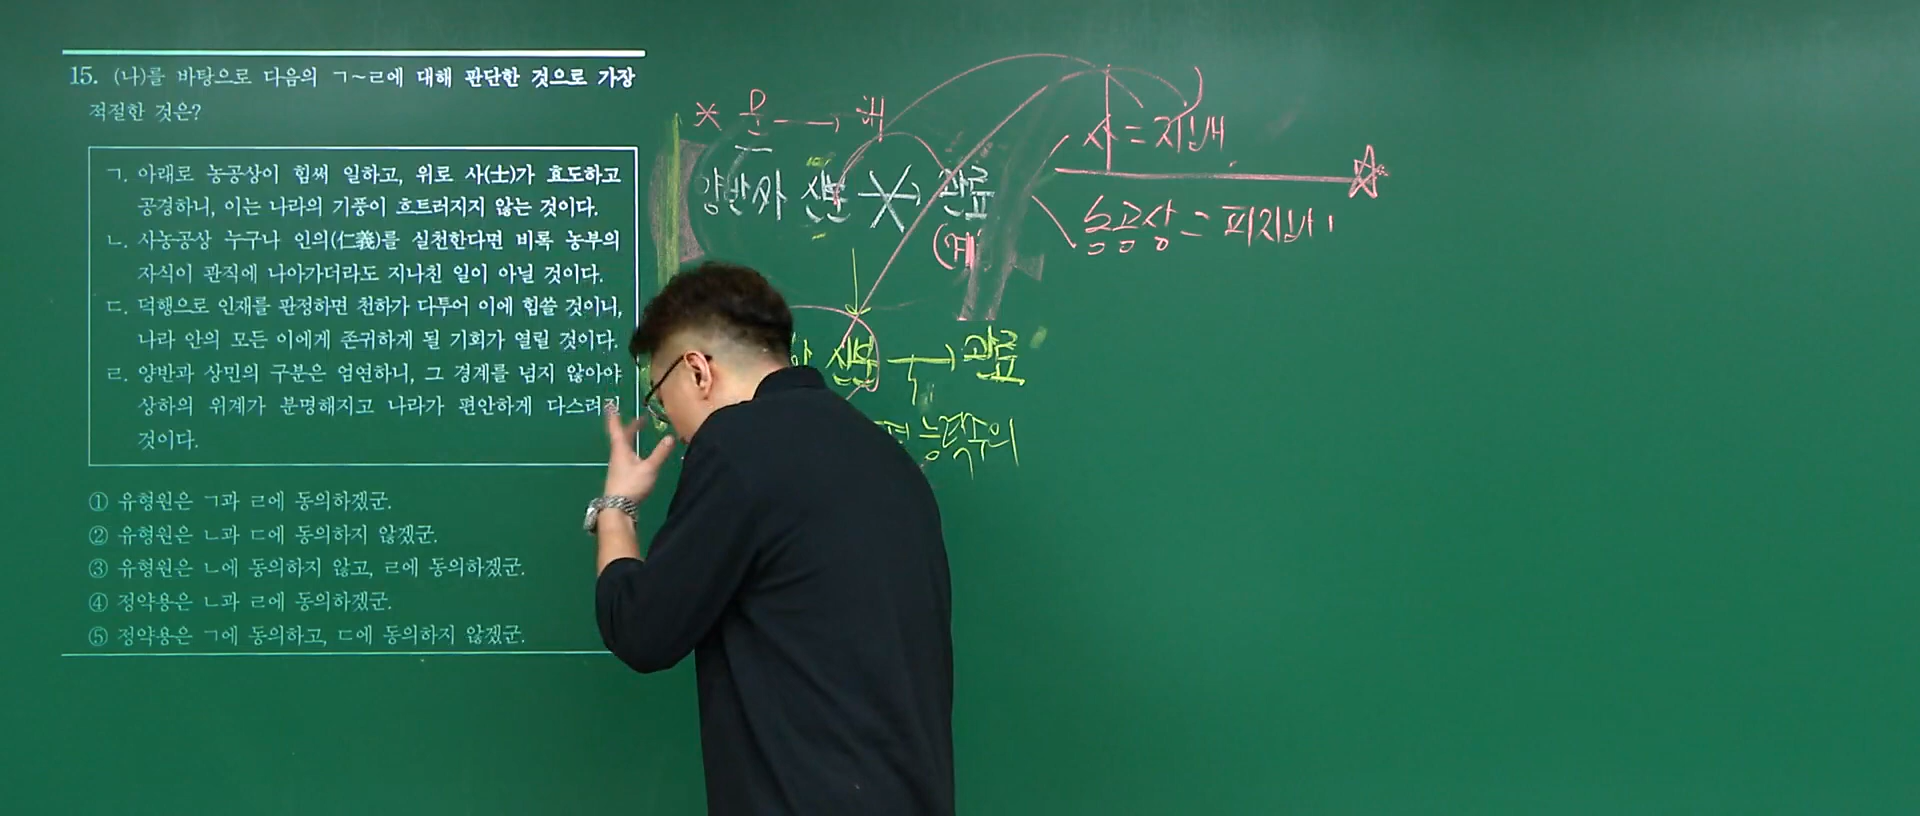 15. (나)를 바탕으로 다음의 ㄱ~ㄹ에 대해 판단한 것으로 가장
적절한 것은?
ㄱ. 아래로 농공상이 힘써 일하고, 위로 사(士)가 효도하고
공경하니, 이는 나라의 기풍이 흐트러지지 않는 것이다.
ㄴ. 사농공상 누구나 인의(仁義)를 실천한다면 비록 농부의
자식이 관직에 나아가더라도 지나친 일이 아닐 것이다.
ㄷ. 덕행으로 인재를 판정하면 천하가 다투어 이에 힘쓸 것이니,
나라 안의 모든 이에게 존귀하게 될 기회가 열릴 것이다.
ㄹ. 양반과 상민의 구분은 엄연하니, 그 경계를 넘지 않아야
상하의 위계가 분명해지고 나라가 편안하게 다스려질
것이다.
① 유형원은 ㄱ과 ㄹ에 동의하겠군.
② 유형원은 ㄴ과 ㄷ에 동의하지 않겠군.
③ 유형원은 ㄴ에 동의하지 않고, ㄹ에 동의하겠군.
④ 정약용은 ㄴ과 ㄹ에 동의하겠군.
⑤ 정약용은 ㄱ에 동의하고, ㄷ에 동의하지 않겠군.
관료
사 = 지배
농공상 = 피지배
신분 → 관료
능력주의